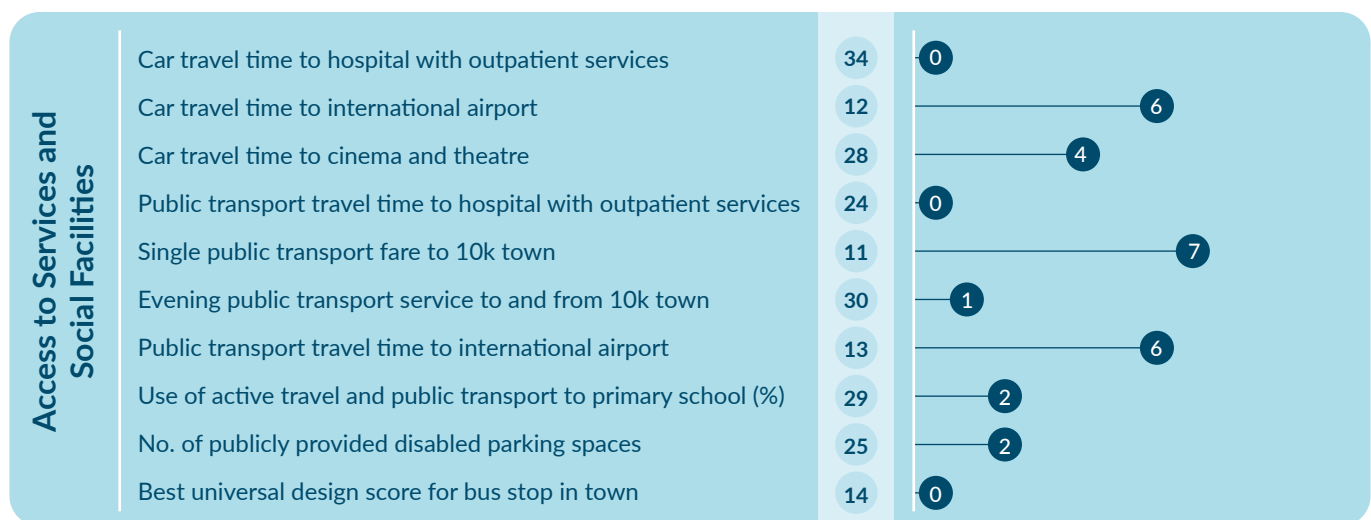 Access to Services and
Social Facilities
Car travel time to hospital with outpatient services 34 0
Car travel time to international airport 12 6
Car travel time to cinema and theatre 28 4
Public transport travel time to hospital with outpatient services 24 0
Single public transport fare to 10k town 11 7
Evening public transport service to and from 10k town 30 1
Public transport travel time to international airport 13 6
Use of active travel and public transport to primary school (%) 29 2
No. of publicly provided disabled parking spaces 25 2
Best universal design score for bus stop in town 14 0